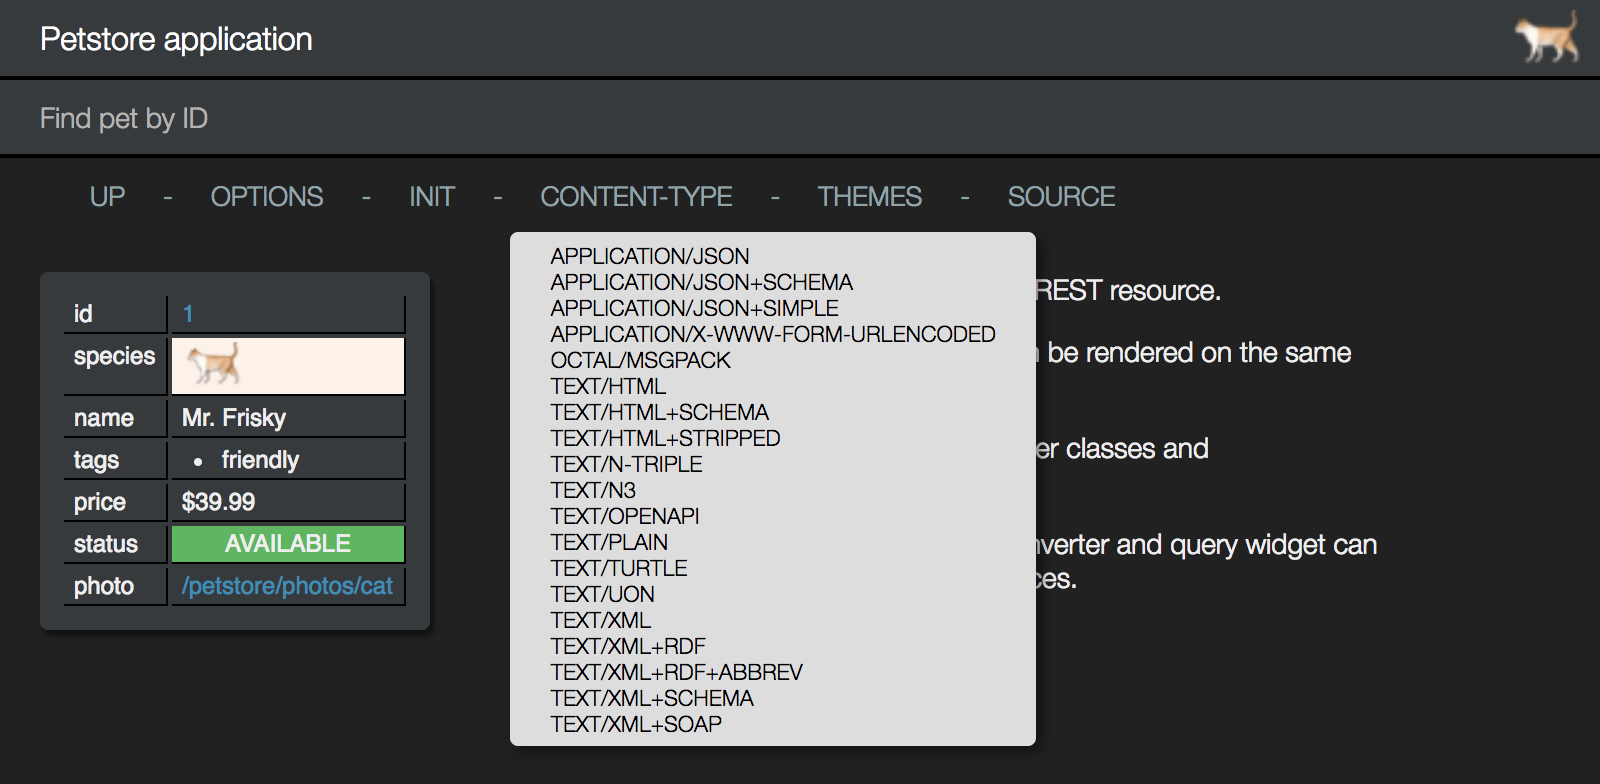 Petstore application
Find pet by ID
UP - OPTIONS - INIT - CONTENT-TYPE - THEMES - SOURCE
id 1
species
name Mr. Frisky
tags • friendly
price $39.99
status AVAILABLE
photo /petstore/photos/cat
APPLICATION/JSON
APPLICATION/JSON+SCHEMA
APPLICATION/JSON+SIMPLE
APPLICATION/X-WWW-FORM-URLENCODED
OCTAL/MSGPACK
TEXT/HTML
TEXT/HTML+SCHEMA
TEXT/HTML+STRIPPED
TEXT/N-TRIPLE
TEXT/N3
TEXT/OPENAPI
TEXT/PLAIN
TEXT/TURTLE
TEXT/UON
TEXT/XML
TEXT/XML+RDF
TEXT/XML+RDF+ABBREV
TEXT/XML+SCHEMA
TEXT/XML+SOAP
REST resource.
be rendered on the same
classes and
and query widget can